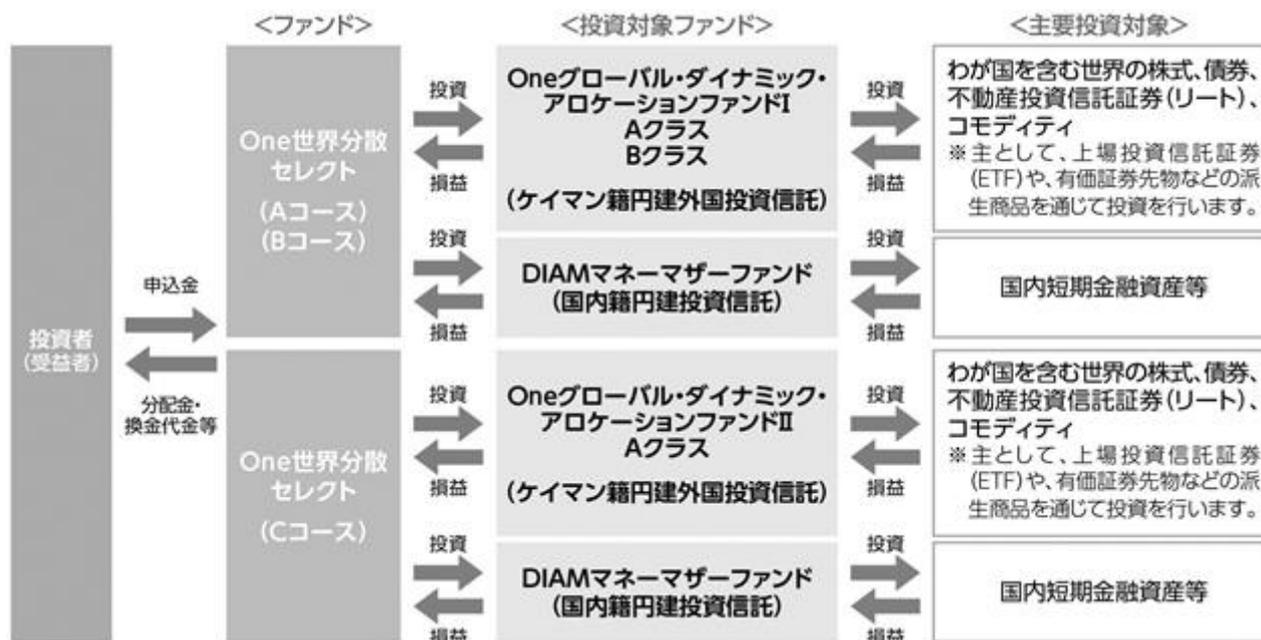 <ファンド>
<投資対象ファンド>
<主要投資対象>
投資者
(受益者)
申込金
分配金・
換金代金等
One世界分散
セレクト
(Aコース)
(Bコース)
投資
損益
Oneグローバル・ダイナミック・
アロケーションファンドⅠ
Aクラス
Bクラス
(ケイマン籍円建外国投資信託)
投資
損益
わが国を含む世界の株式、債券、
不動産投資信託証券(リート)、
コモディティ
※主として、上場投資信託証券
(ETF)や、有価証券先物などの派
生商品を通じて投資を行います。
投資
損益
DIAMマネーマザーファンド
(国内籍円建投資信託)
投資
損益
国内短期金融資産等
One世界分散
セレクト
(Cコース)
投資
損益
Oneグローバル・ダイナミック・
アロケーションファンドⅡ
Aクラス
(ケイマン籍円建外国投資信託)
投資
損益
わが国を含む世界の株式、債券、
不動産投資信託証券(リート)、
コモディティ
※主として、上場投資信託証券
(ETF)や、有価証券先物などの派
生商品を通じて投資を行います。
投資
損益
DIAMマネーマザーファンド
(国内籍円建投資信託)
投資
損益
国内短期金融資産等